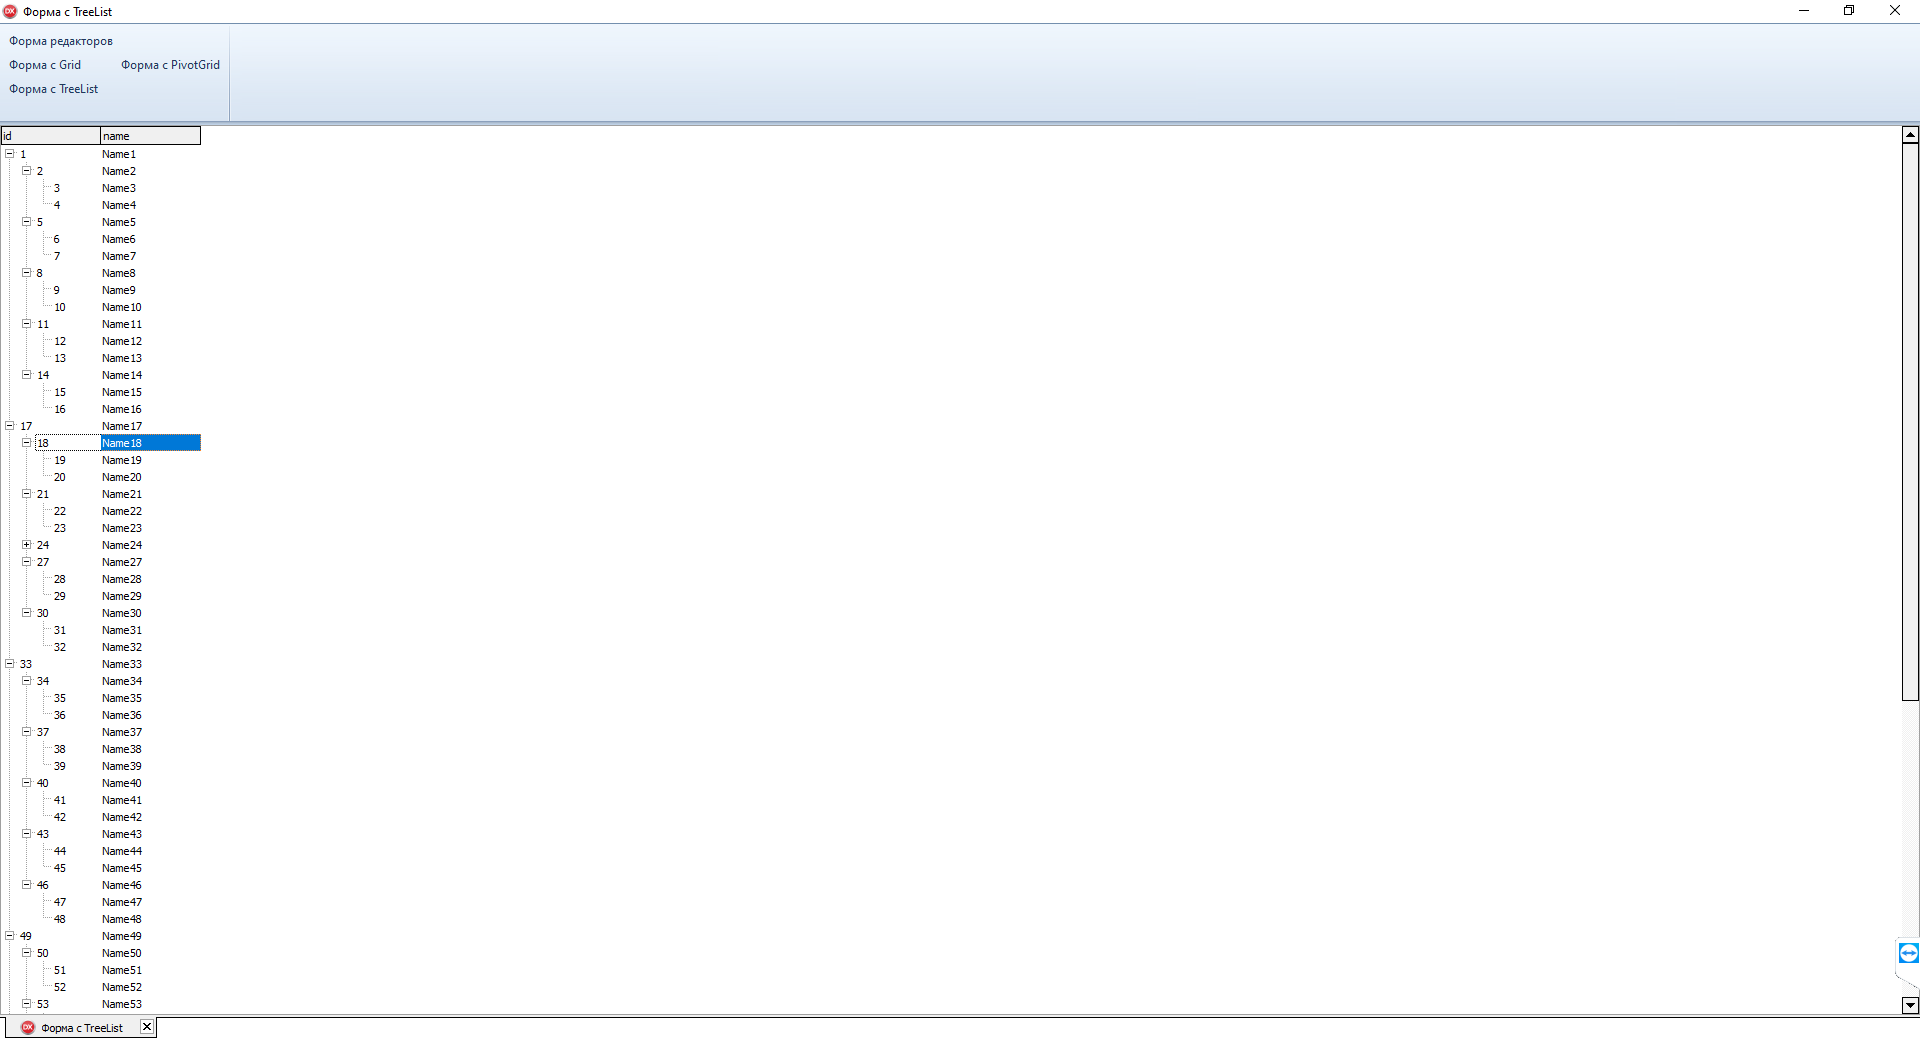 DX Форма с TreeList
Форма редакторов
Форма с Grid Форма с PivotGrid
Форма с TreeList
id name
1 Name1
2 Name2
3 Name3
4 Name4
5 Name5
6 Name6
7 Name7
8 Name8
9 Name9
10 Name10
11 Name11
12 Name12
13 Name13
14 Name14
15 Name15
16 Name16
17 Name17
18 Name18
19 Name19
20 Name20
21 Name21
22 Name22
23 Name23
24 Name24
27 Name27
28 Name28
29 Name29
30 Name30
31 Name31
32 Name32
33 Name33
34 Name34
35 Name35
36 Name36
37 Name37
38 Name38
39 Name39
40 Name40
41 Name41
42 Name42
43 Name43
44 Name44
45 Name45
46 Name46
47 Name47
48 Name48
49 Name49
50 Name50
51 Name51
52 Name52
53 Name53
DX Форма с TreeList